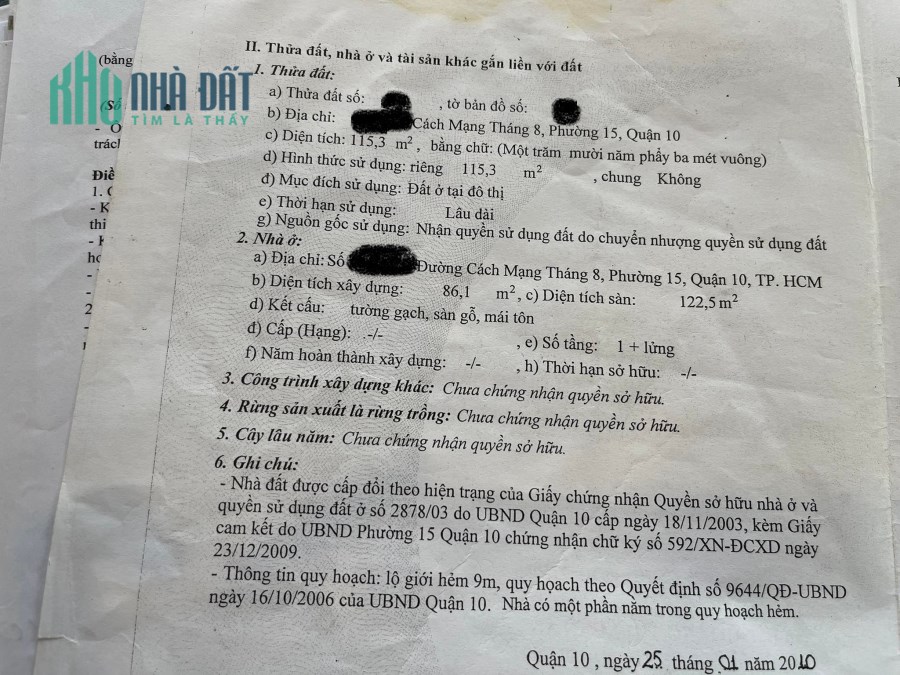 KHO NHÀ ĐẤT
TÌM LÀ THẤY
(bằng
(Số
- O
trácl
Điề
1. C
- K
thi
- K
họ
-
-
2
-
II. Thửa đất, nhà ở và tài sản khác gắn liền với đất
1. Thửa đất:
a) Thửa đất số: , tờ bản đồ số:
b) Địa chỉ: Cách Mạng Tháng 8, Phường 15, Quận 10
c) Diện tích: 115,3 m², bằng chữ: (Một trăm mười năm phẩy ba mét vuông)
d) Hình thức sử dụng: riêng 115,3 m² , chung Không
đ) Mục đích sử dụng: Đất ở tại đô thị
e) Thời hạn sử dụng: Lâu dài
g) Nguồn gốc sử dụng: Nhận quyền sử dụng đất do chuyển nhượng quyền sử dụng đất
2. Nhà ở:
a) Địa chỉ: Số Đường Cách Mạng Tháng 8, Phường 15, Quận 10, TP. HCM
b) Diện tích xây dựng: 86,1 m², c) Diện tích sàn: 122,5 m²
d) Kết cấu: tường gạch, sàn gỗ, mái tôn
đ) Cấp (Hạng): -/- , e) Số tầng: 1 + lửng
f) Năm hoàn thành xây dựng: -/- , h) Thời hạn sở hữu: -/-
3. Công trình xây dựng khác: Chưa chứng nhận quyền sở hữu.
4. Rừng sản xuất là rừng trồng: Chưa chứng nhận quyền sở hữu.
5. Cây lâu năm: Chưa chứng nhận quyền sở hữu.
6. Ghi chú:
- Nhà đất được cấp đổi theo hiện trạng của Giấy chứng nhận Quyền sở hữu nhà ở và
quyền sử dụng đất ở số 2878/03 do UBND Quận 10 cấp ngày 18/11/2003, kèm Giấy
cam kết do UBND Phường 15 Quận 10 chứng nhận chữ ký số 592/XN-ĐCXD ngày
23/12/2009.
- Thông tin quy hoạch: lộ giới hẻm 9m, quy hoạch theo Quyết định số 9644/QĐ-UBND
ngày 16/10/2006 của UBND Quận 10. Nhà có một phần nằm trong quy hoạch hẻm.
Quận 10 , ngày 25 tháng 01 năm 2010